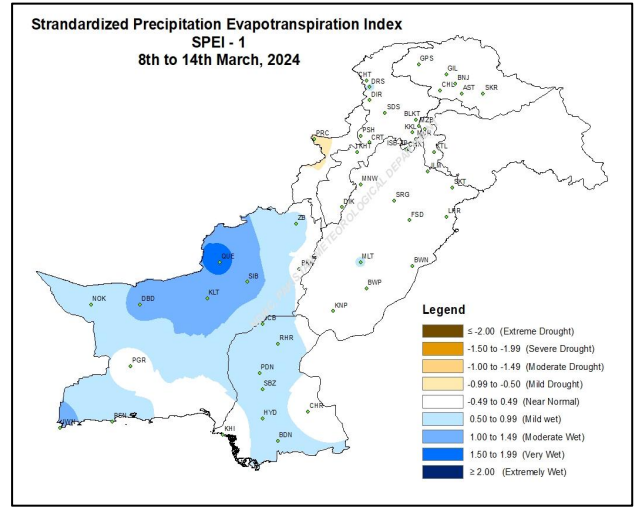 Strandardized Precipitation Evapotranspiration Index
SPEI - 1
8th to 14th March, 2024
GPS
GIL
BNJ
CHT
DRS
CHL
AST
SKR
DIR
SDS
BLKT
MZP
KKL
PRC
PSH
CRT
KTL
JLM
MNW
SKT
DIK
SRG
LHR
FSD
ZB
QUE
MLT
BWN
SIB
BWP
KLT
NOK
DBD
KNP
JCB
RHR
PGR
PDN
SBZ
CHR
HYD
KHI
BDN
Legend
≤ -2.00 (Extreme Drought)
-1.50 to -1.99 (Severe Drought)
-1.00 to -1.49 (Moderate Drought)
-0.99 to -0.50 (Mild Drought)
-0.49 to 0.49 (Near Normal)
0.50 to 0.99 (Mild wet)
1.00 to 1.49 (Moderate Wet)
1.50 to 1.99 (Very Wet)
≥ 2.00 (Extremely Wet)